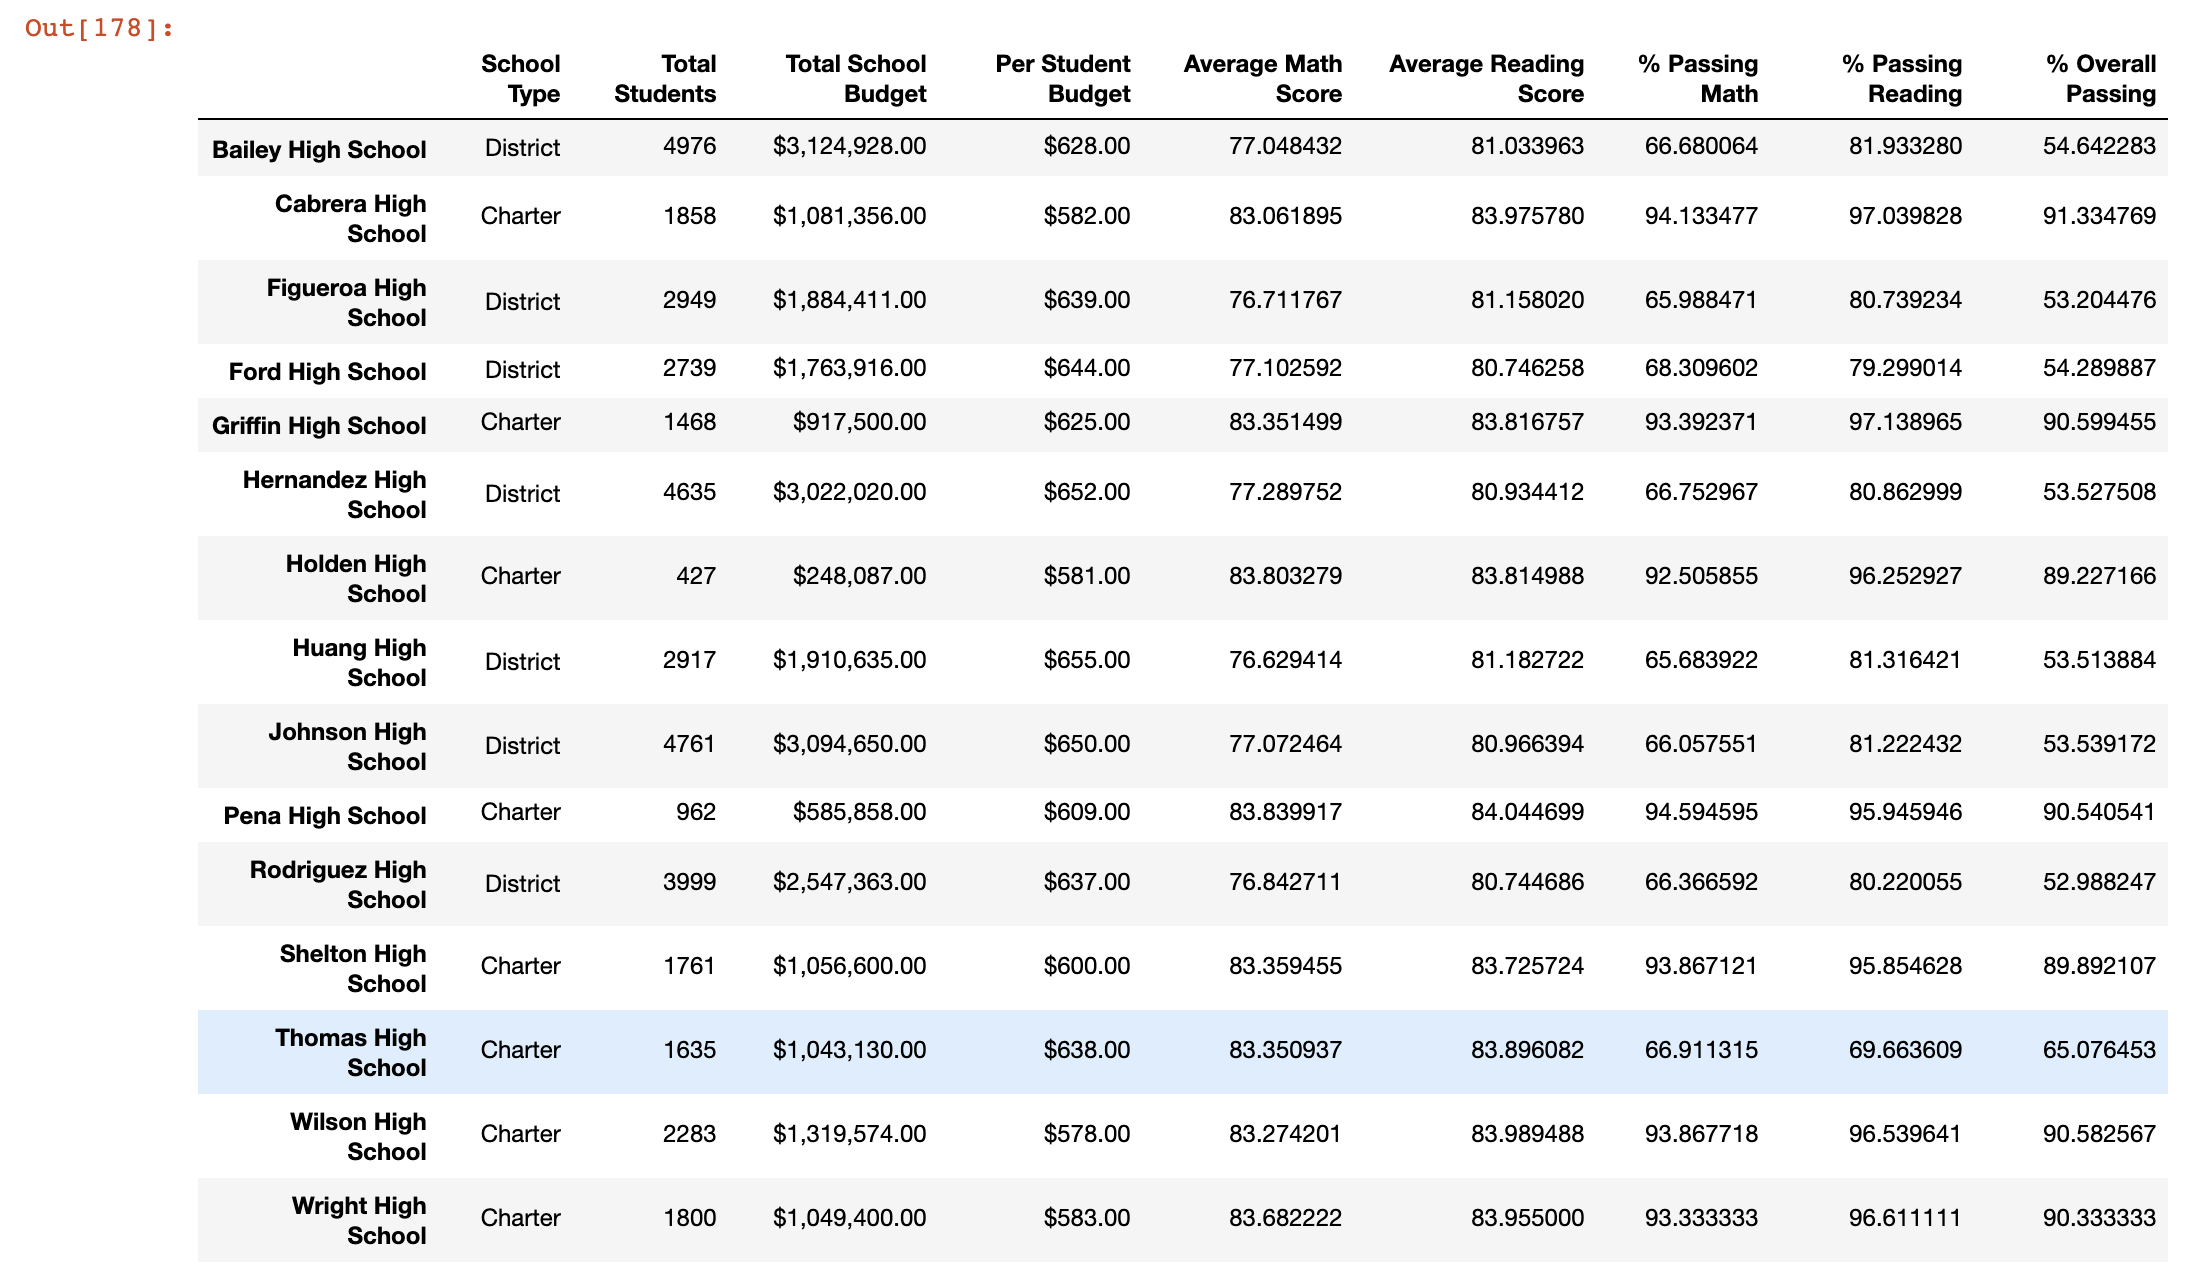 Out[178]:
School Type Total Students Total School Budget Per Student Budget Average Math Score Average Reading Score % Passing Math % Passing Reading % Overall Passing
Bailey High School District 4976 $3,124,928.00 $628.00 77.048432 81.033963 66.680064 81.933280 54.642283
Cabrera High School Charter 1858 $1,081,356.00 $582.00 83.061895 83.975780 94.133477 97.039828 91.334769
Figueroa High School District 2949 $1,884,411.00 $639.00 76.711767 81.158020 65.988471 80.739234 53.204476
Ford High School District 2739 $1,763,916.00 $644.00 77.102592 80.746258 68.309602 79.299014 54.289887
Griffin High School Charter 1468 $917,500.00 $625.00 83.351499 83.816757 93.392371 97.138965 90.599455
Hernandez High School District 4635 $3,022,020.00 $652.00 77.289752 80.934412 66.752967 80.862999 53.527508
Holden High School Charter 427 $248,087.00 $581.00 83.803279 83.814988 92.505855 96.252927 89.227166
Huang High School District 2917 $1,910,635.00 $655.00 76.629414 81.182722 65.683922 81.316421 53.513884
Johnson High School District 4761 $3,094,650.00 $650.00 77.072464 80.966394 66.057551 81.222432 53.539172
Pena High School Charter 962 $585,858.00 $609.00 83.839917 84.044699 94.594595 95.945946 90.540541
Rodriguez High School District 3999 $2,547,363.00 $637.00 76.842711 80.744686 66.366592 80.220055 52.988247
Shelton High School Charter 1761 $1,056,600.00 $600.00 83.359455 83.725724 93.867121 95.854628 89.892107
Thomas High School Charter 1635 $1,043,130.00 $638.00 83.350937 83.896082 66.911315 69.663609 65.076453
Wilson High School Charter 2283 $1,319,574.00 $578.00 83.274201 83.989488 93.867718 96.539641 90.582567
Wright High School Charter 1800 $1,049,400.00 $583.00 83.682222 83.955000 93.333333 96.611111 90.333333